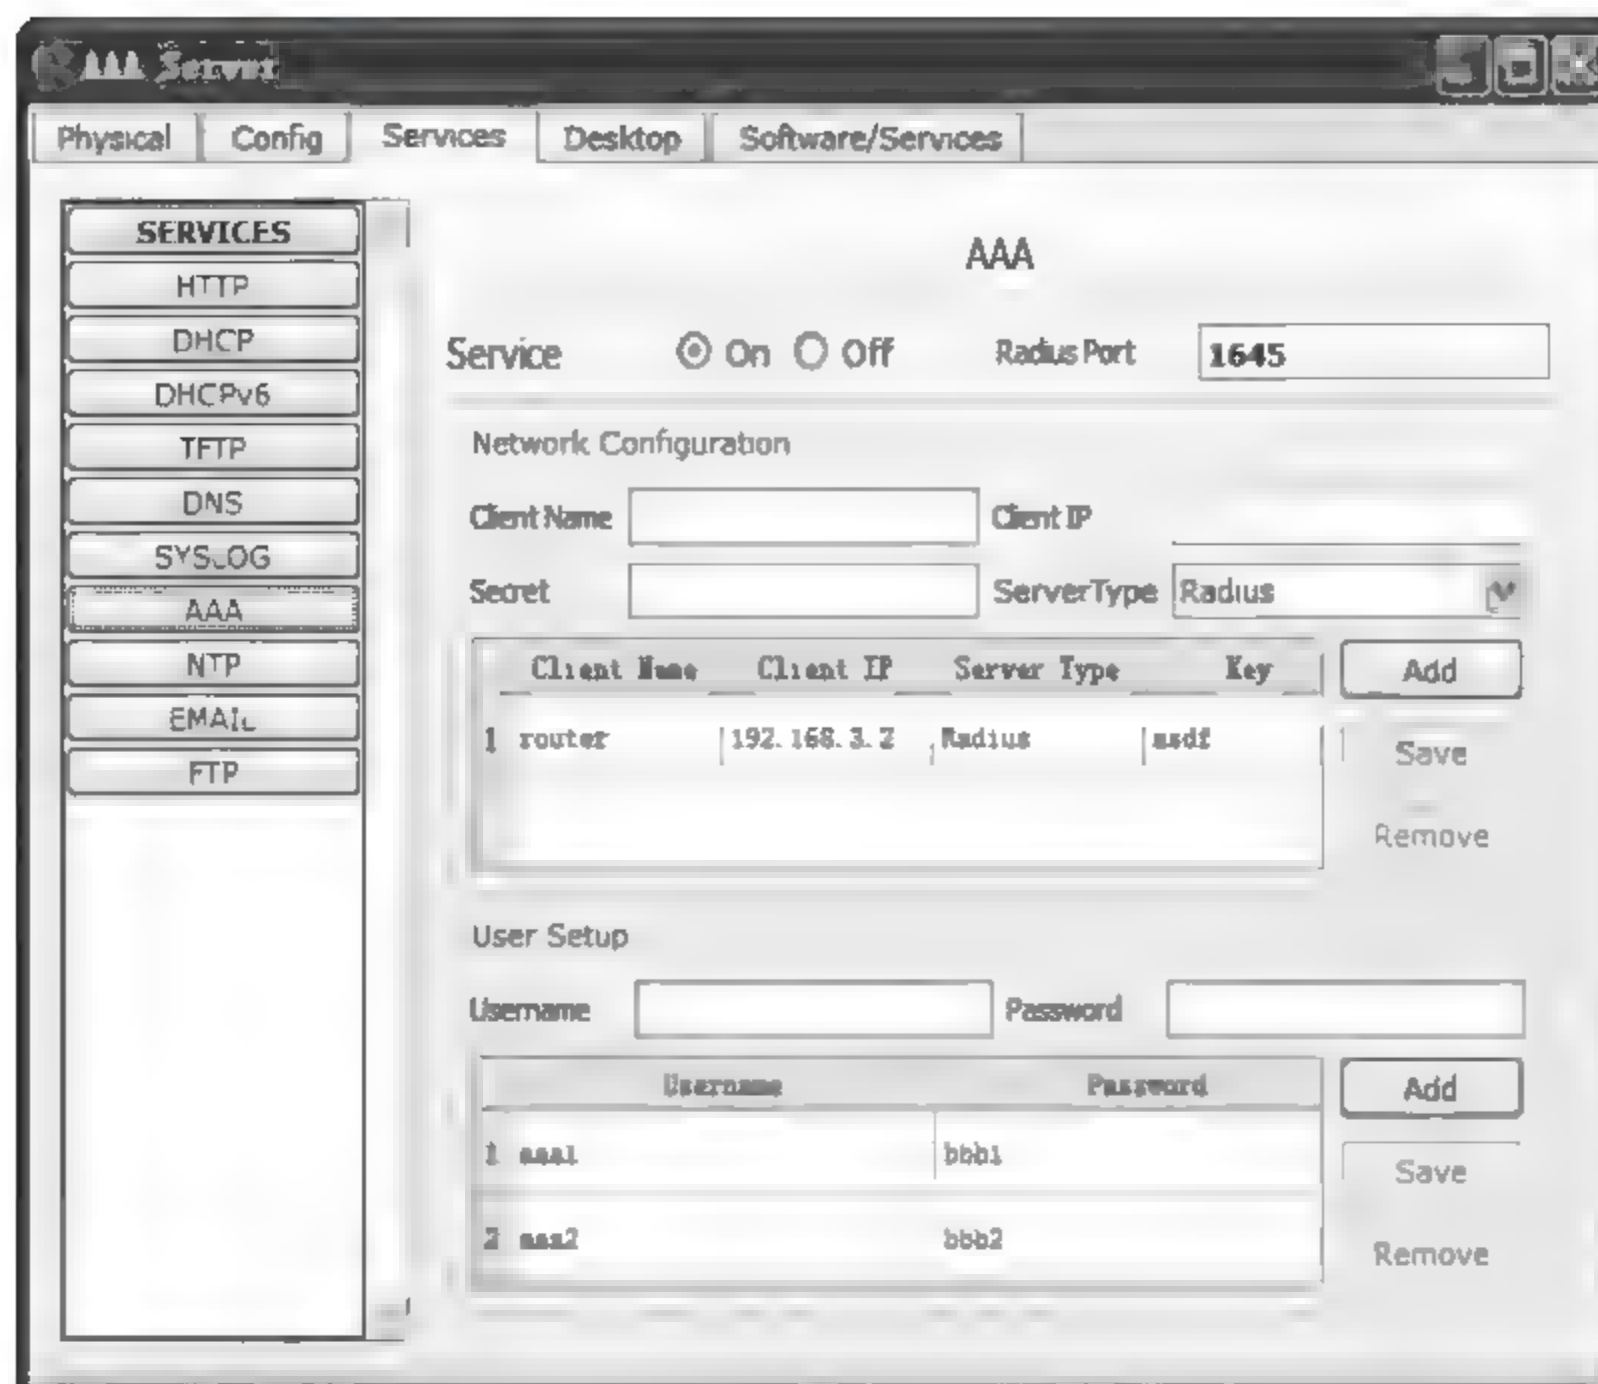 AAA Server
Physical Config Services Desktop Software/Services
SERVICES
HTTP
DHCP
DHCPv6
TFTP
DNS
SYSLOG
AAA
NTP
EMAIL
FTP
AAA
Service On Off Radius Port 1645
Network Configuration
Client Name Client IP
Secret ServerType Radius
Client Name Client IP Server Type Key
1 router 192.168.3.2 Radius asdf
Add
Save
Remove
User Setup
Username Password
Username Password
1 aaa1 bbb1
2 aaa2 bbb2
Add
Save
Remove